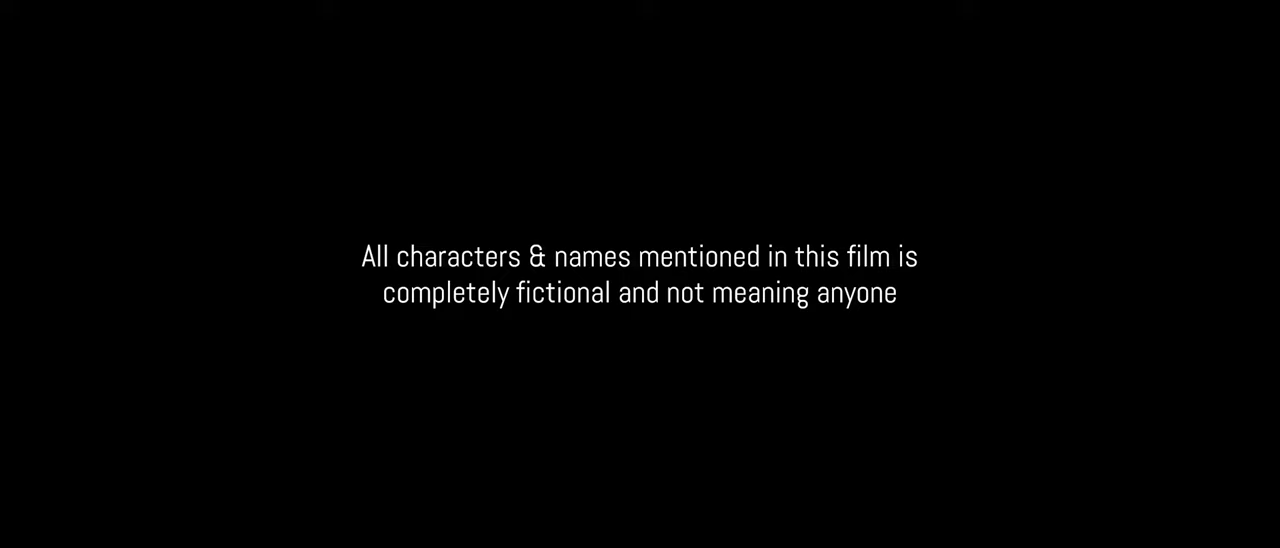 All characters & names mentioned in this film is
completely fictional and not meaning anyone